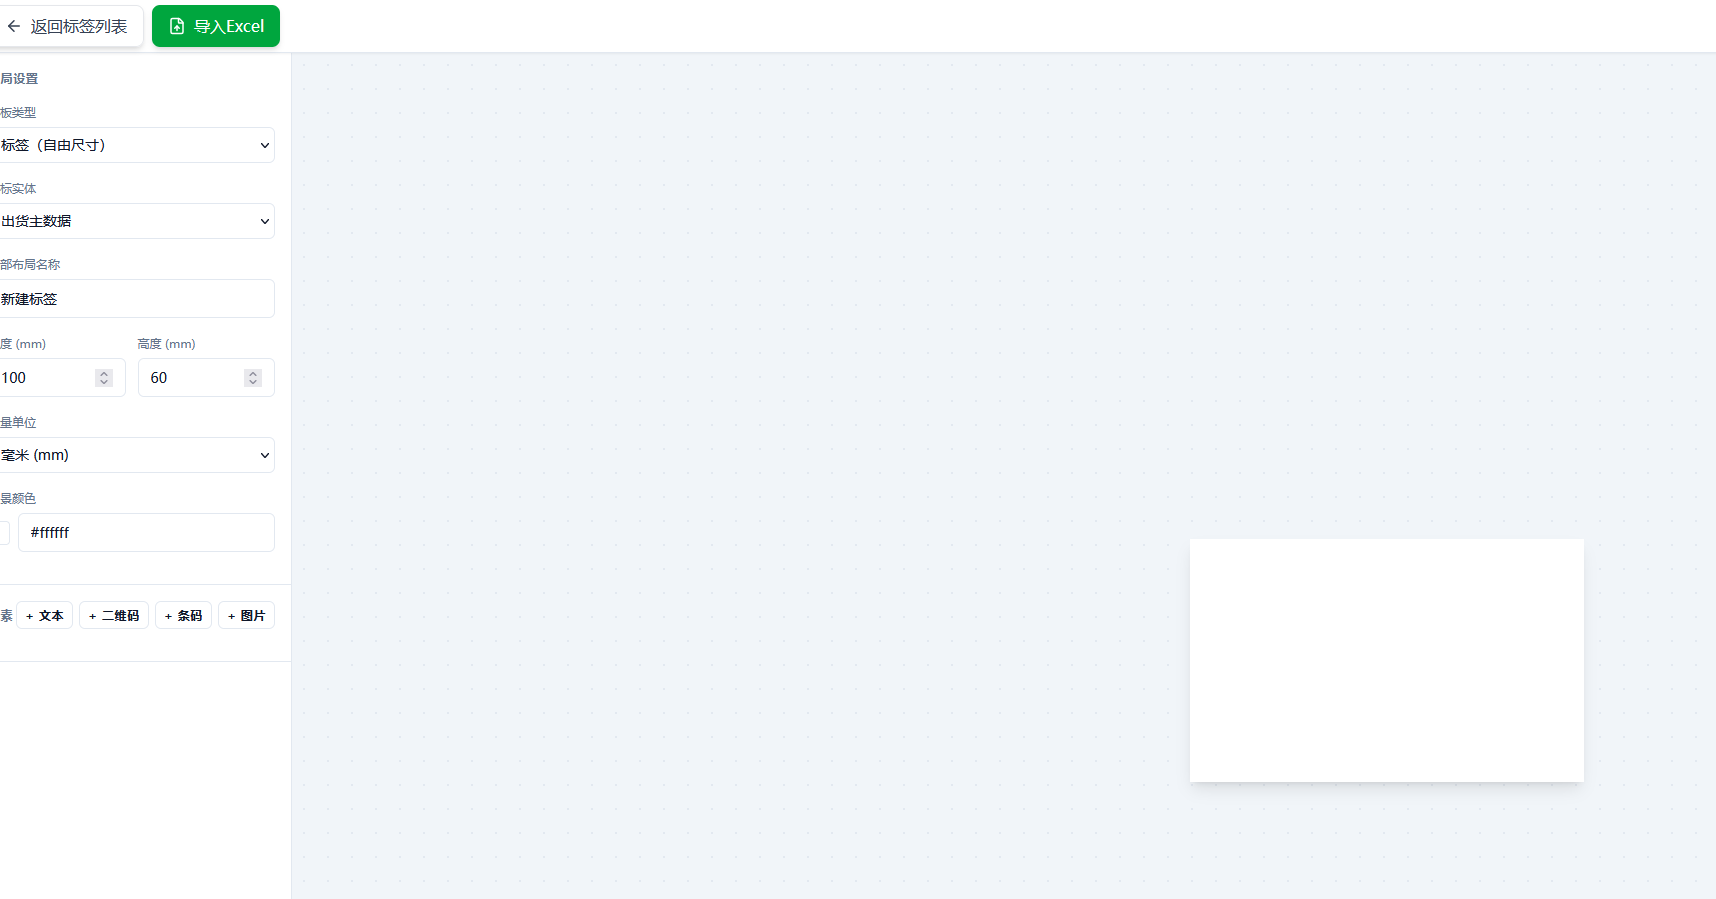 返回标签列表
导入Excel
局设置
板类型
标签（自由尺寸）
标实体
出货主数据
部布局名称
新建标签
度 (mm)
高度 (mm)
100
60
量单位
毫米 (mm)
景颜色
#ffffff
素
+ 文本
+ 二维码
+ 条码
+ 图片